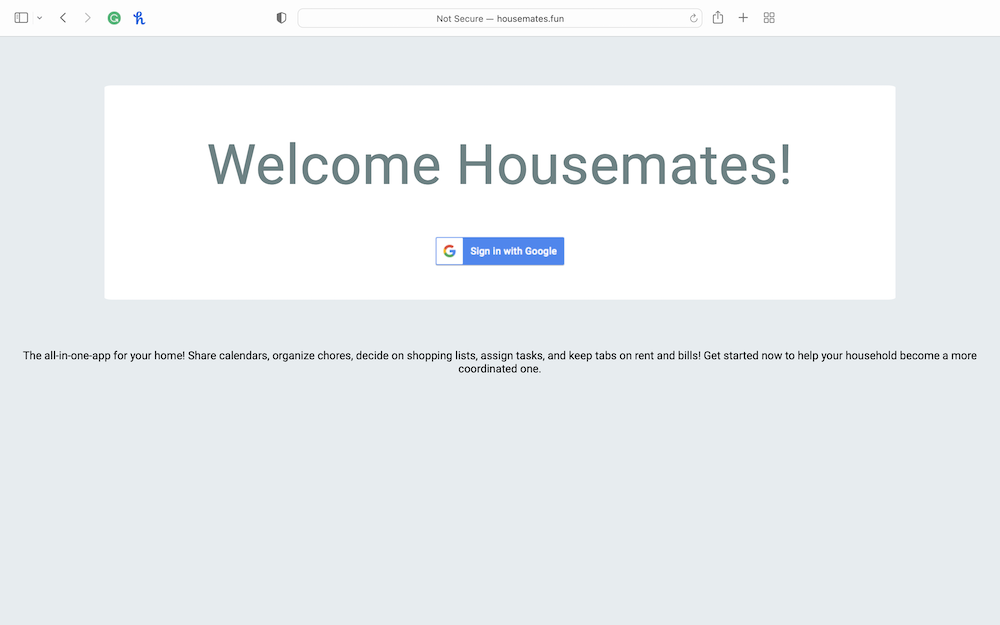 Not Secure — housemates.fun
Welcome Housemates!
Sign in with Google
The all-in-one-app for your home! Share calendars, organize chores, decide on shopping lists, assign tasks, and keep tabs on rent and bills! Get started now to help your household become a more
coordinated one.